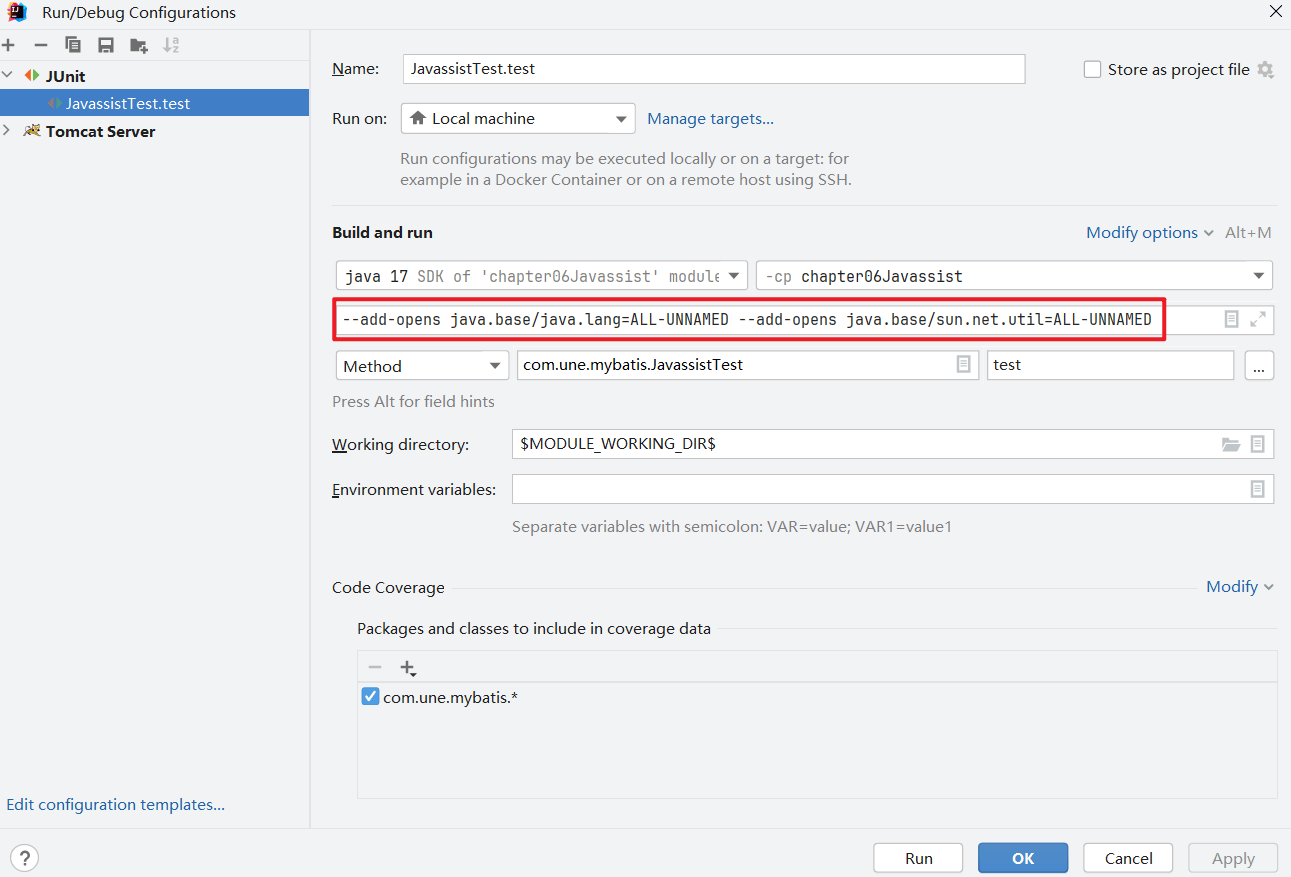 Run/Debug Configurations
Name: JavassistTest.test Store as project file
JUnit
JavassistTest.test
Tomcat Server
Run on: Local machine Manage targets...
Run configurations may be executed locally or on a target: for
example in a Docker Container or on a remote host using SSH.
Build and run Modify options Alt+M
java 17 SDK of 'chapter06Javassist' module -cp chapter06Javassist
--add-opens java.base/java.lang=ALL-UNNAMED --add-opens java.base/sun.net.util=ALL-UNNAMED
Method com.une.mybatis.JavassistTest test ...
Press Alt for field hints
Working directory: $MODULE_WORKING_DIR$
Environment variables:
Separate variables with semicolon: VAR=value; VAR1=value1
Code Coverage Modify
Packages and classes to include in coverage data
com.une.mybatis.*
Edit configuration templates...
? Run OK Cancel Apply